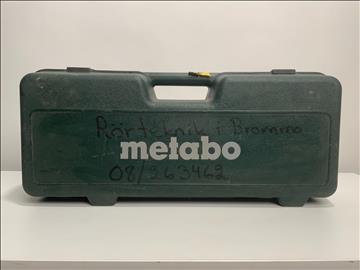 Rörteknik i Bromma
metabo
08/263462